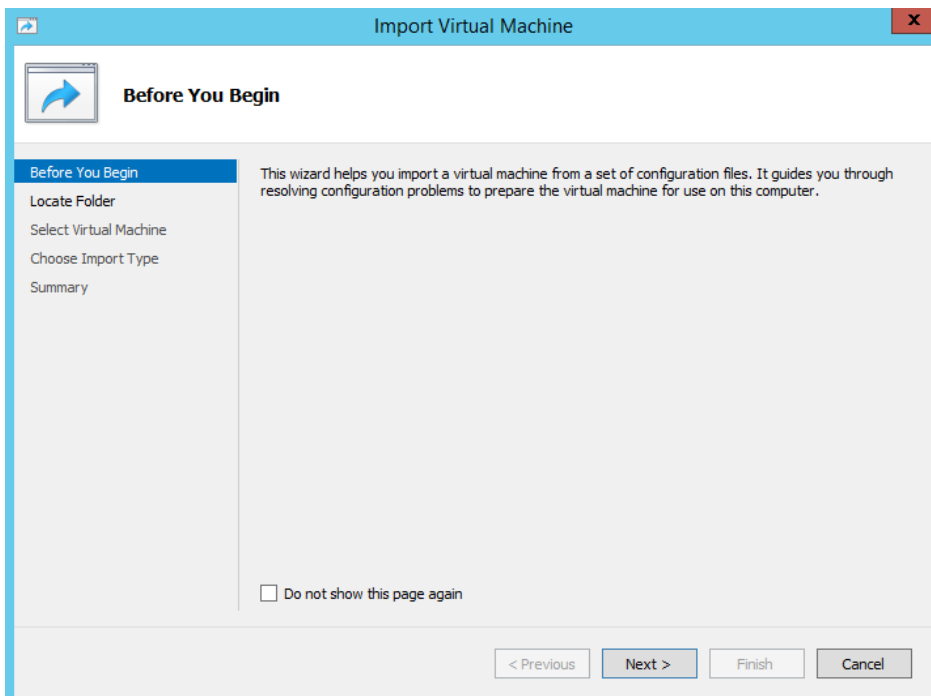 Import Virtual Machine
x
Before You Begin
Before You Begin
Locate Folder
Select Virtual Machine
Choose Import Type
Summary
This wizard helps you import a virtual machine from a set of configuration files. It guides you through
resolving configuration problems to prepare the virtual machine for use on this computer.
Do not show this page again
< Previous
Next >
Finish
Cancel